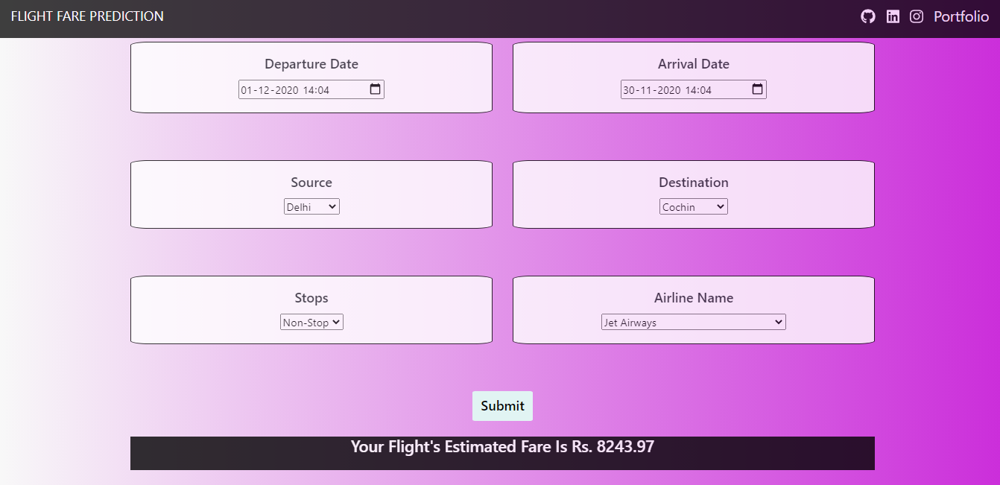 FLIGHT FARE PREDICTION Portfolio
Departure Date Arrival Date
01-12-2020 14:04 30-11-2020 14:04
Source Destination
Delhi Cochin
Stops Airline Name
Non-Stop Jet Airways
Submit
Your Flight's Estimated Fare Is Rs. 8243.97